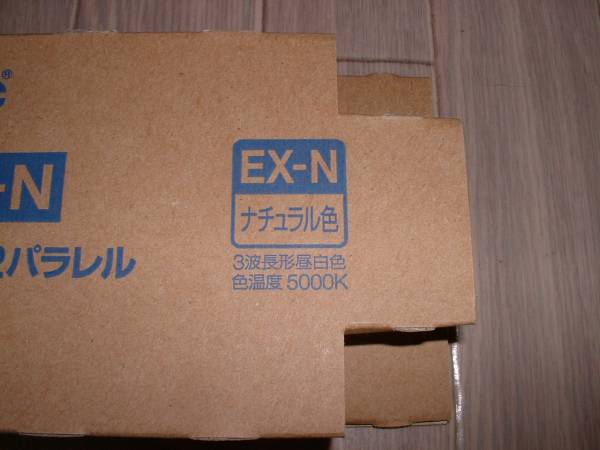 C®
-N
2パラレル
EX-N
ナチュラル色
3波長形昼白色
色温度 5000K